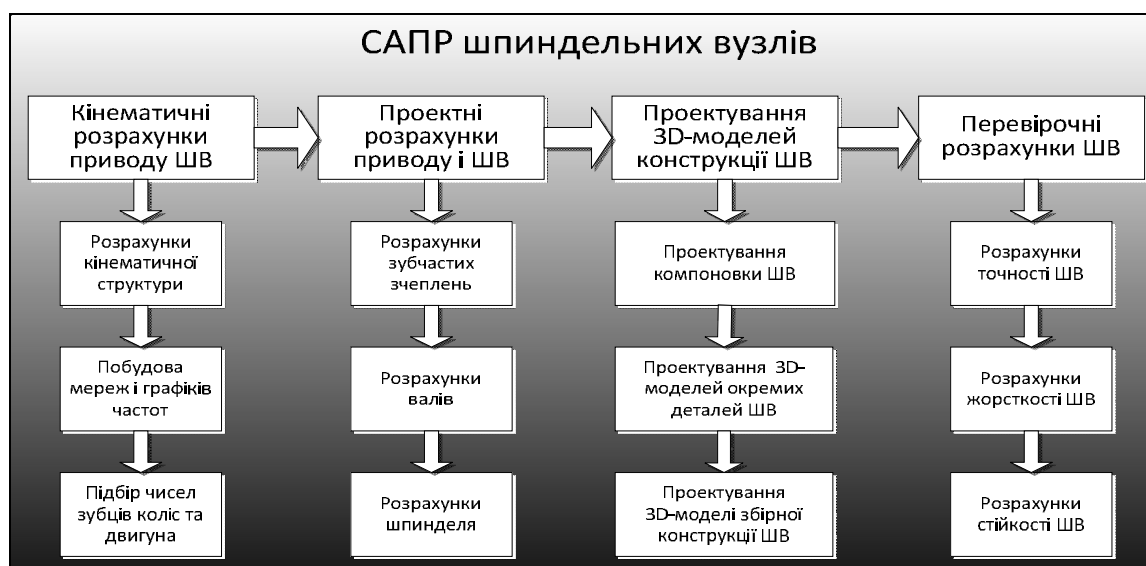 САПР шпиндельних вузлів
Кінематичні
розрахунки
приводу ШВ
Проектні
розрахунки
приводу і ШВ
Проектування
3D-моделей
конструкції ШВ
Перевірочні
розрахунки ШВ
Розрахунки
кінематичної
структури
Розрахунки
зубчастих
зчеплень
Проектування
компоновки ШВ
Розрахунки
точності ШВ
Побудова
мереж і графіків
частот
Розрахунки
валів
Проектування 3D-
моделей окремих
деталей ШВ
Розрахунки
жорсткості ШВ
Підбір чисел
зубців коліс та
двигуна
Розрахунки
шпинделя
Проектування
3D-моделі збірної
конструкції ШВ
Розрахунки
стійкості ШВ